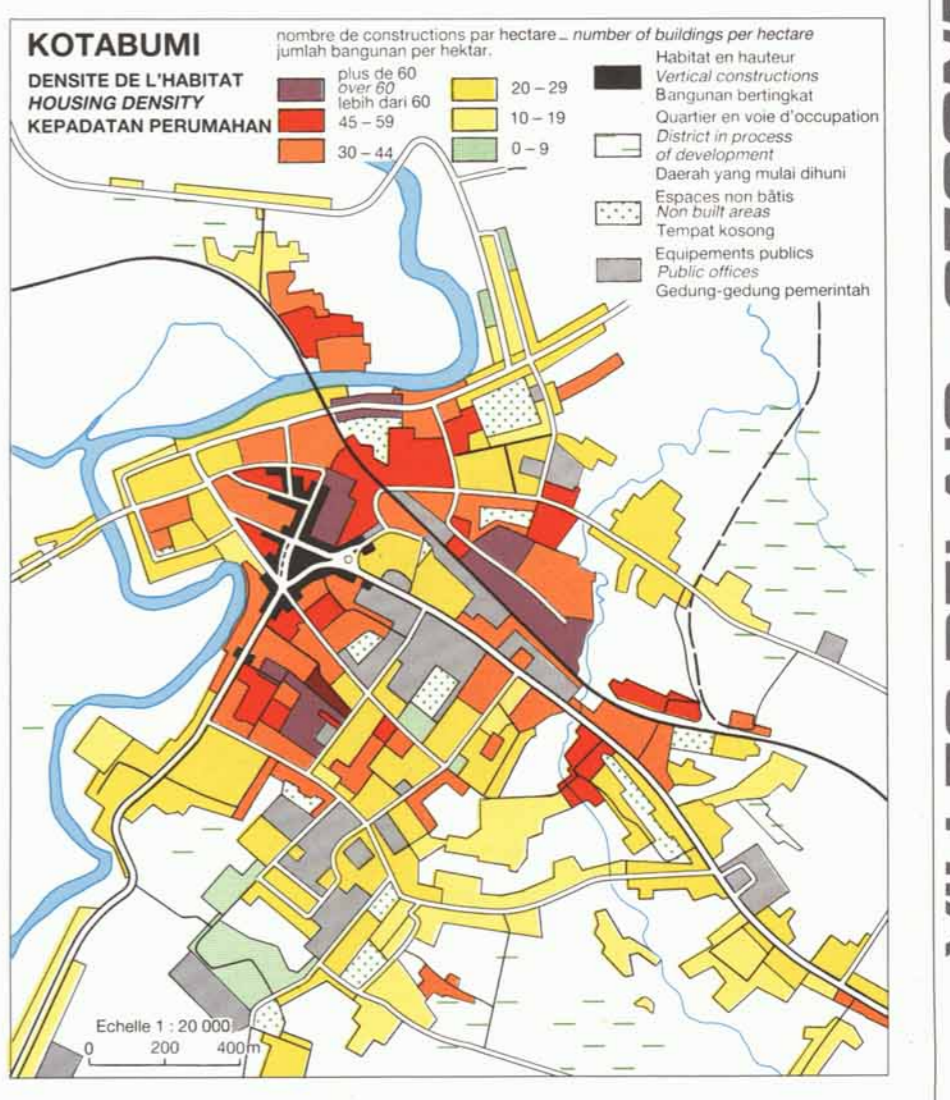 KOTABUMI
DENSITE DE L'HABITAT
HOUSING DENSITY
KEPADATAN PERUMAHAN
nombre de constructions par hectare – number of buildings per hectare
jumlah bangunan per hektar.
plus de 60
over 60
lebih dari 60
45 – 59
30 – 44
20 – 29
10 – 19
0 – 9
Habitat en hauteur
Vertical constructions
Bangunan bertingkat
Quartier en voie d'occupation
District in process
of development
Daerah yang mulai dihuni
Espaces non bâtis
Non built areas
Tempat kosong
Equipements publics
Public offices
Gedung-gedung pemerintah
Echelle 1 : 20 000
0 200 400m